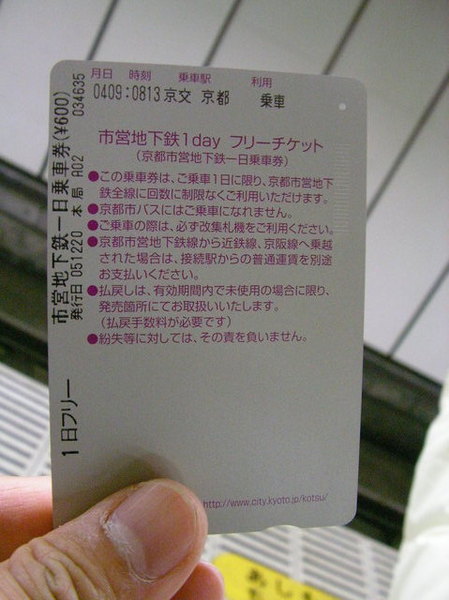 月日 時刻 乗車駅 利用
0409:0813 京交 京都 乗車
市営地下鉄1day フリーチケット
(京都市営地下鉄一日乗車券)
●この乗車券は、ご乗車1日に限り、京都市営地下
鉄全線に回数に制限なくご利用いただけます。
●京都市バスにはご乗車になれません。
●ご乗車の際は、必ず改集札機をご利用ください。
●京都市営地下鉄線から近鉄線、京阪線へ乗越
された場合は、接続駅からの普通運賃を別途
お支払いください。
●払戻しは、有効期間内で未使用の場合に限り、
発売箇所にてお取扱いいたします。
(払戻手数料が必要です)
●紛失等に対しては、その責を負いません。
http://www.city.kyoto.jp/kotsu/
1日フリー 市営地下鉄一日乗車券(¥600)
発行日 051220 本局 A02 034635
あし